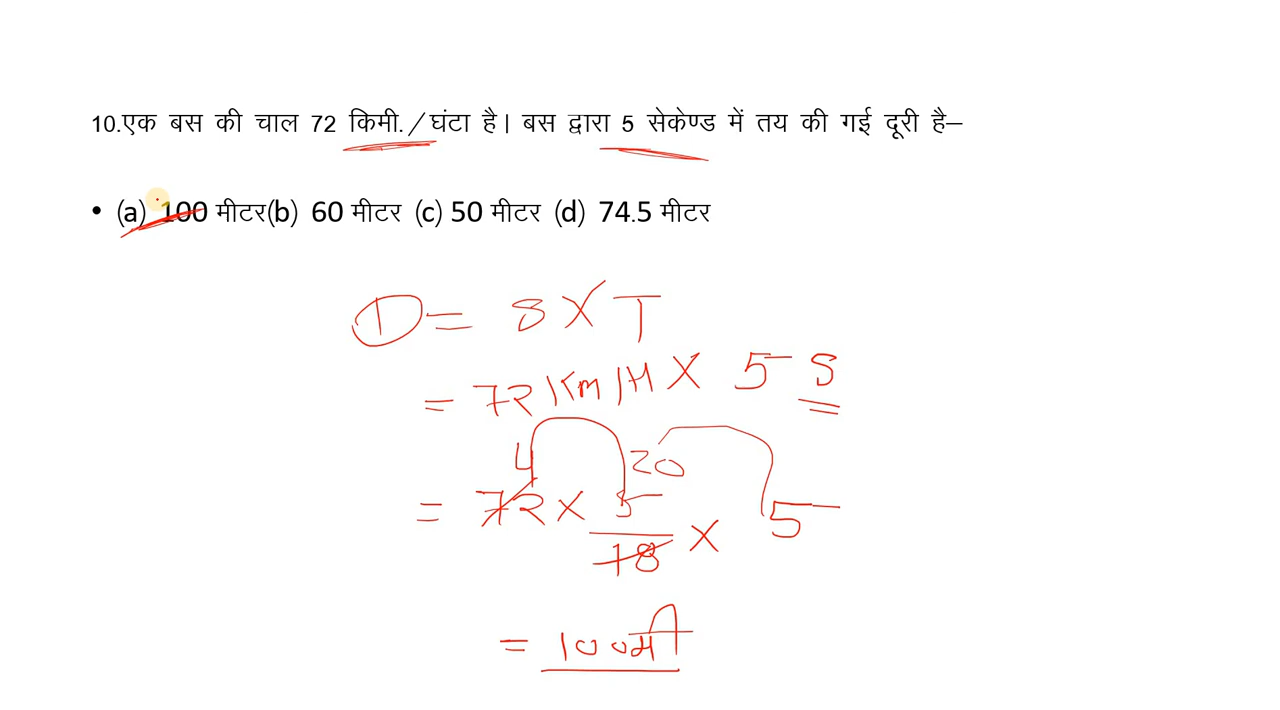 10.एक बस की चाल 72 किमी./घंटा है। बस द्वारा 5 सेकेण्ड में तय की गई दूरी है–
• (a) 100 मीटर(b) 60 मीटर (c) 50 मीटर (d) 74.5 मीटर
D = S X T
= 72 Km/H X 5 S
4 20
= 72 X 5/18 X 5
= 100मी